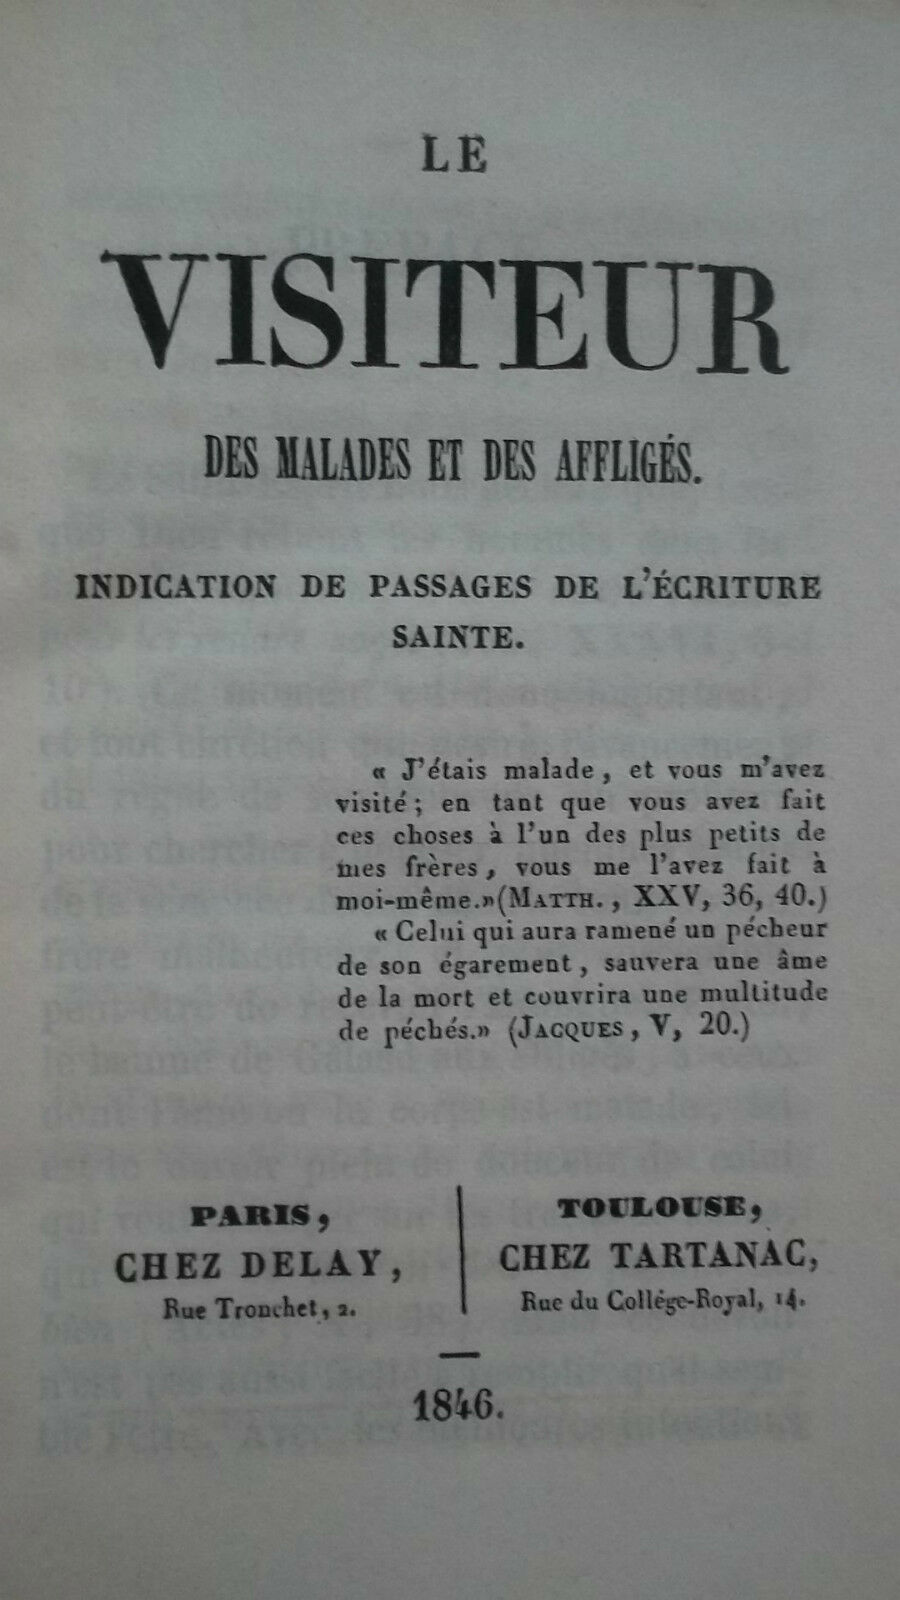 LE
VISITEUR
DES MALADES ET DES AFFLIGÉS.
INDICATION DE PASSAGES DE L'ÉCRITURE
SAINTE.
« J'étais malade, et vous m'avez
visité; en tant que vous avez fait
ces choses à l'un des plus petits de
mes frères, vous me l'avez fait à
moi-même.» (MATTH., XXV, 36, 40.)
« Celui qui aura ramené un pécheur
de son égarement, sauvera une âme
de la mort et couvrira une multitude
de péchés.» (JACQUES, V, 20.)
PARIS,
CHEZ DELAY,
Rue Tronchet, 2.
TOULOUSE,
CHEZ TARTANAC,
Rue du Collége-Royal, 14.
1846.